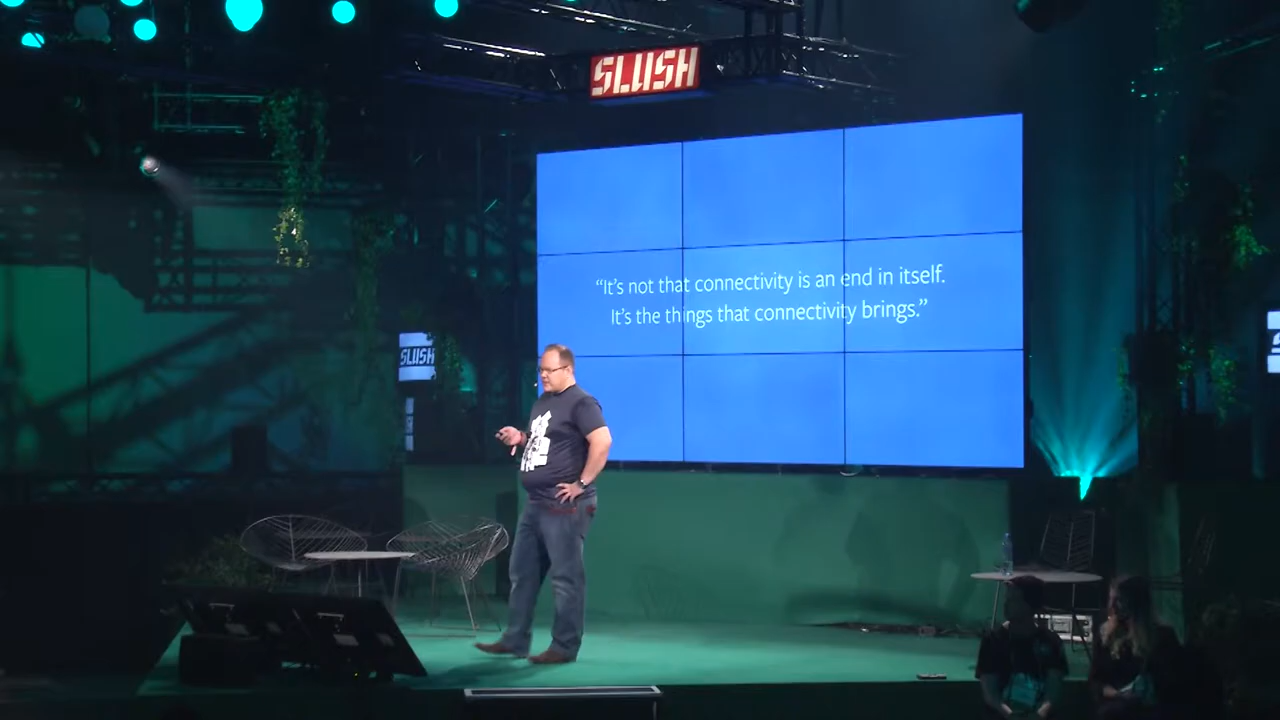 SLUSH
“It’s not that connectivity is an end in itself.
It’s the things that connectivity brings.”
SLUSH